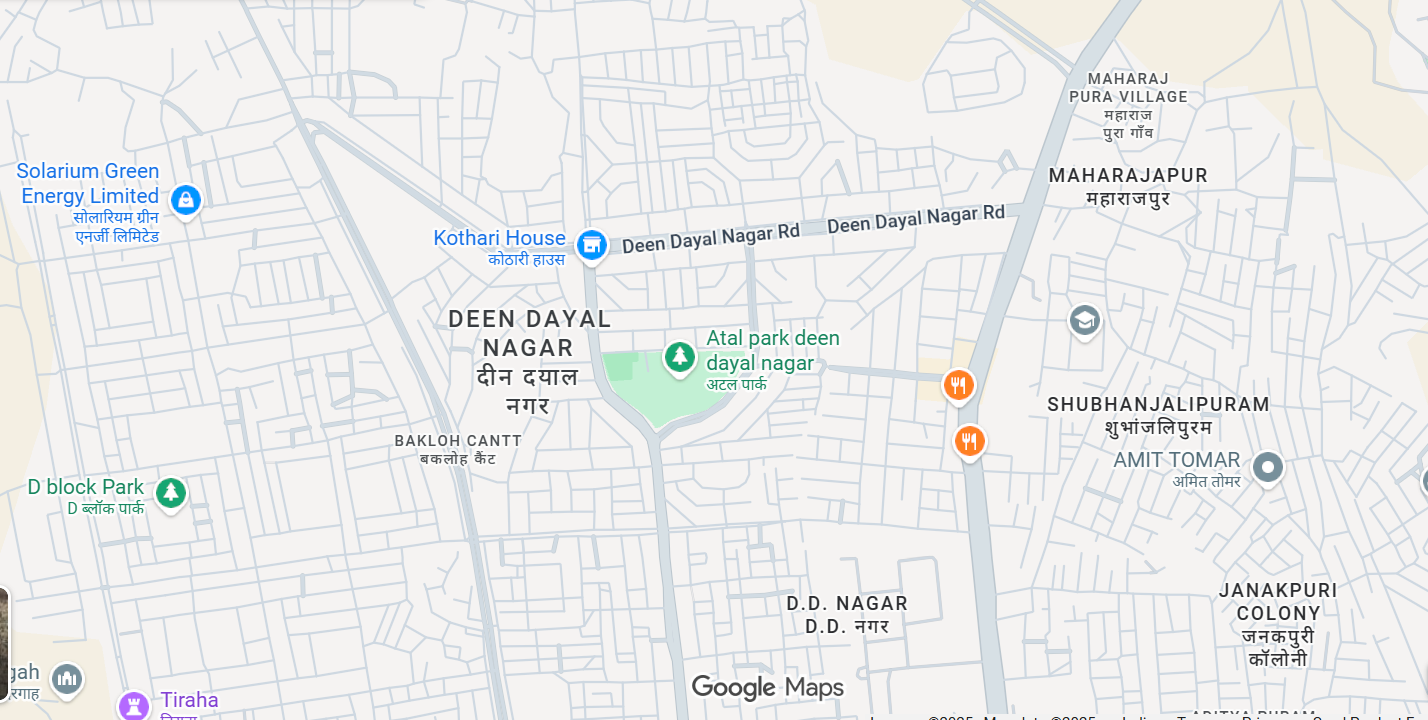 MAHARAJ
PURA VILLAGE
महाराज
पुरा गाँव
Solarium Green
Energy Limited
सोलारियम ग्रीन
एनर्जी लिमिटेड
MAHARAJAPUR
महाराजपुर
Kothari House
कोठारी हाउस
Deen Dayal Nagar Rd
Deen Dayal Nagar Rd
DEEN DAYAL
NAGAR
दीन दयाल
नगर
Atal park deen
dayal nagar
अटल पार्क
SHUBHANJALIPURAM
शुभांजलिपुरम
BAKLOH CANTT
बकलोह कैंट
AMIT TOMAR
अमित तोमर
D block Park
D ब्लॉक पार्क
D.D. NAGAR
D.D. नगर
JANAKPURI
COLONY
जनकपुरी
कॉलोनी
gah
रगाह
Tiraha
Google Maps